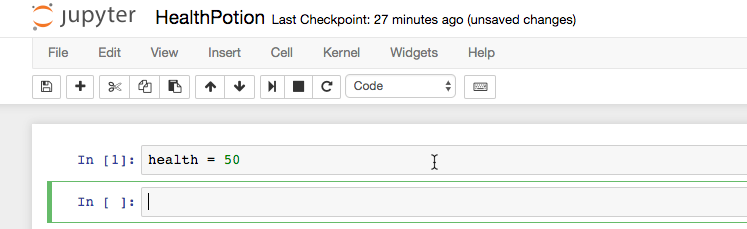 jupyter HealthPotion Last Checkpoint: 27 minutes ago (unsaved changes)
File Edit View Insert Cell Kernel Widgets Help
Code
In [1]: health = 50
In [ ]: